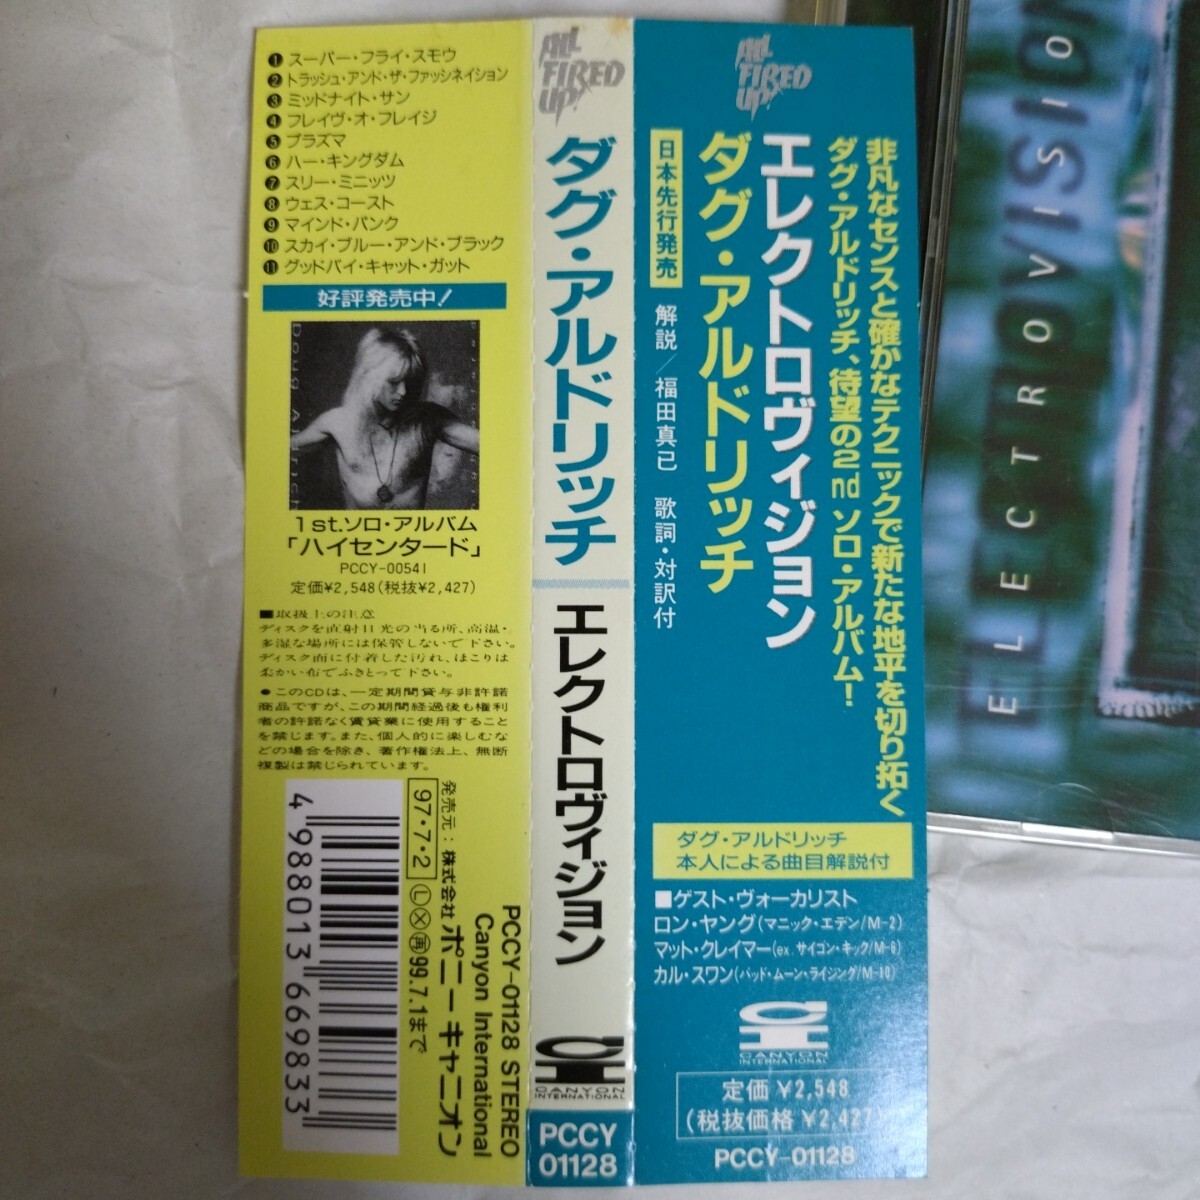 ❶スーパー・フライ・スモウ
❷トラッシュ・アンド・ザ・ファッシネイション
❸ミッドナイト・サン
❹フレイヴ・オ・フレイジ
❺プラズマ
❻ハー・キングダム
❼スリー・ミニッツ
❽ウェス・コースト
❾マインド・バンク
❿スカイ・ブルー・アンド・ブラック
⓫グッドバイ・キャット・ガット
好評発売中!
Doug Aldrich
1st.ソロ・アルバム
「ハイセンタード」
PCCY-00541
定価¥2,548(税抜¥2,427)
■取扱上の注意
ディスクを直射日光の当る所、高温・
多湿な場所には保管しないで下さい。
ディスク面に付着した汚れ、ほこりは
柔かい布でふきとって下さい。
●このCDは、一定期間貸与非許諾
商品ですが、この期間経過後も権利
者の許諾なく賃貸業に使用すること
を禁じます。また、個人的に楽しむな
どの場合を除き、著作権法上、無断
複製は禁じられています。
4 988013 669833
97・7・2
Ⓛ Ⓧ ㊢99.7.1まで
発売元：株式会社ポニーキャニオン
Canyon International
PCCY-01128 STEREO
ALL FIRED UP!
ダグ・アルドリッチ
エレクトロヴィジョン
CANYON
INTERNATIONAL
PCCY
01128
ALL FIRED UP!
非凡なセンスと確かなテクニックで新たな地平を切り拓く
ダグ・アルドリッチ、待望の2nd ソロ・アルバム!
エレクトロヴィジョン
ダグ・アルドリッチ
日本先行発売
解説／福田真己 歌詞・対訳付
ダグ・アルドリッチ
本人による曲目解説付
■ゲスト・ヴォーカリスト
ロン・ヤング(マニック・エデン/M-2)
マット・クレイマー(ex.サイコン・キック/M-6)
カル・スワン(バッド・ムーン・ライジング/M-10)
CANYON
INTERNATIONAL
定価 ¥2,548
(税抜価格 ¥2,427)
PCCY-01128
ELECTROVISION
ELECTROVISIO